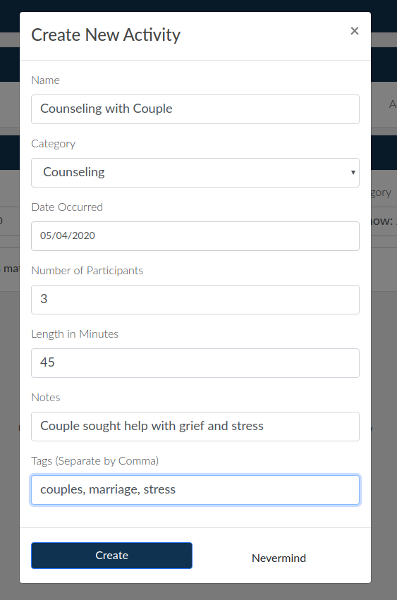 Create New Activity
×
A
Name
Counseling with Couple
Category
Counseling
gory
Date Occurred
05/04/2020
now:
Number of Participants
mat
3
Length in Minutes
45
Notes
Couple sought help with grief and stress
Tags (Separate by Comma)
couples, marriage, stress
Create
Nevermind